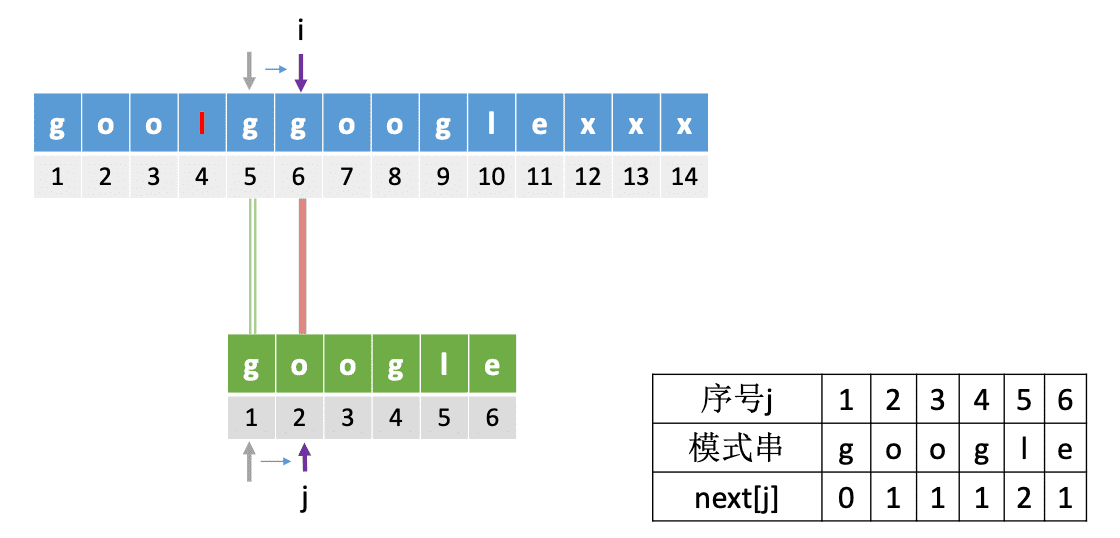 i
g o o l g g o o g l e x x x
1 2 3 4 5 6 7 8 9 10 11 12 13 14
g o o g l e
1 2 3 4 5 6
j
序号j 1 2 3 4 5 6
模式串 g o o g l e
next[j] 0 1 1 1 2 1